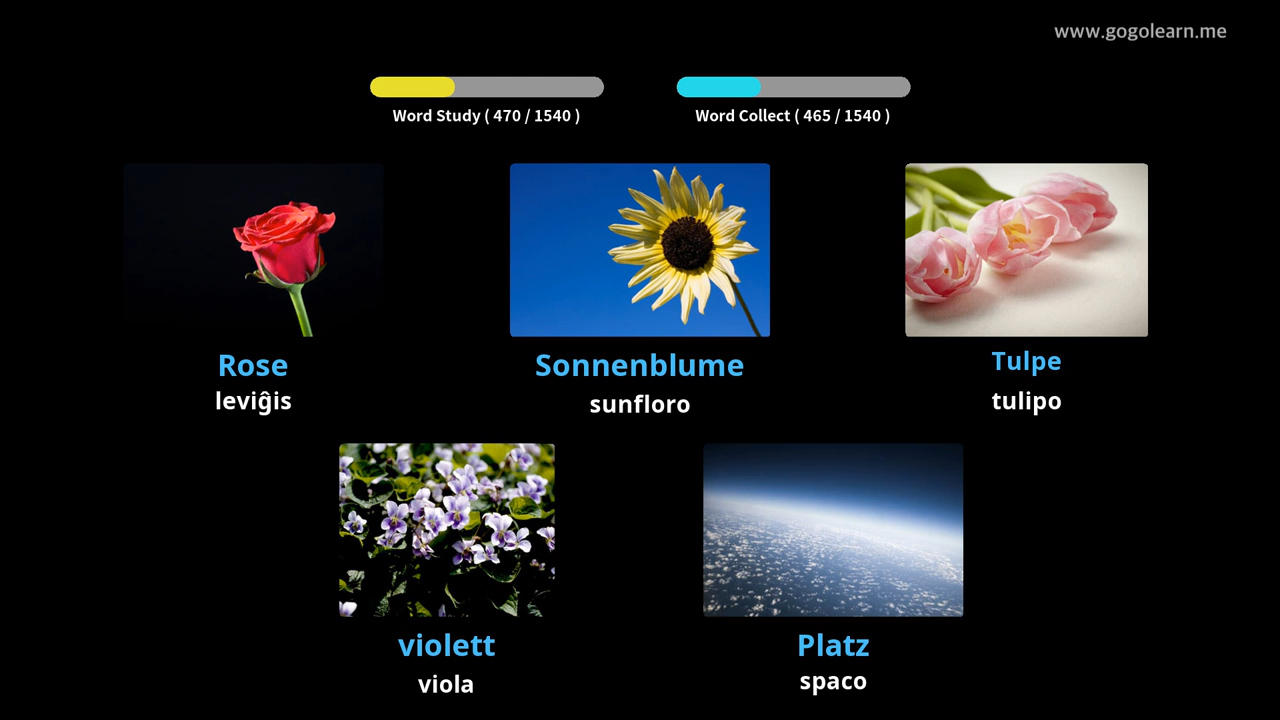 www.gogolearn.me
Word Study ( 470 / 1540 )
Word Collect ( 465 / 1540 )
Rose
leviĝis
Sonnenblume
sunfloro
Tulpe
tulipo
violett
viola
Platz
spaco